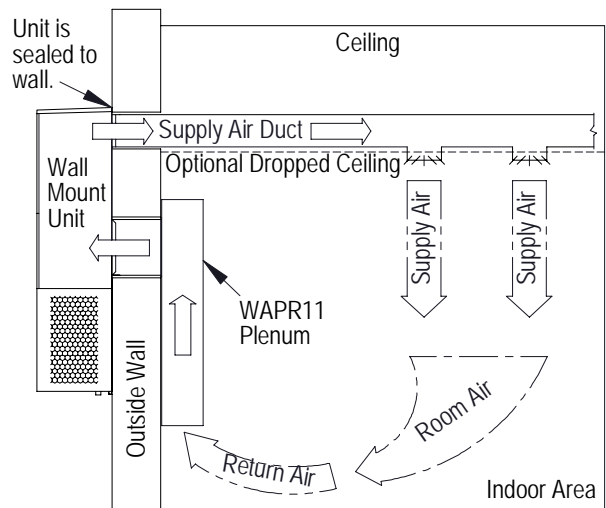 Unit is
sealed to
wall.
Ceiling
Supply Air Duct
Optional Dropped Ceiling
Wall
Mount
Unit
Supply Air
Supply Air
WAPR11
Plenum
Outside Wall
Room Air
Return Air
Indoor Area